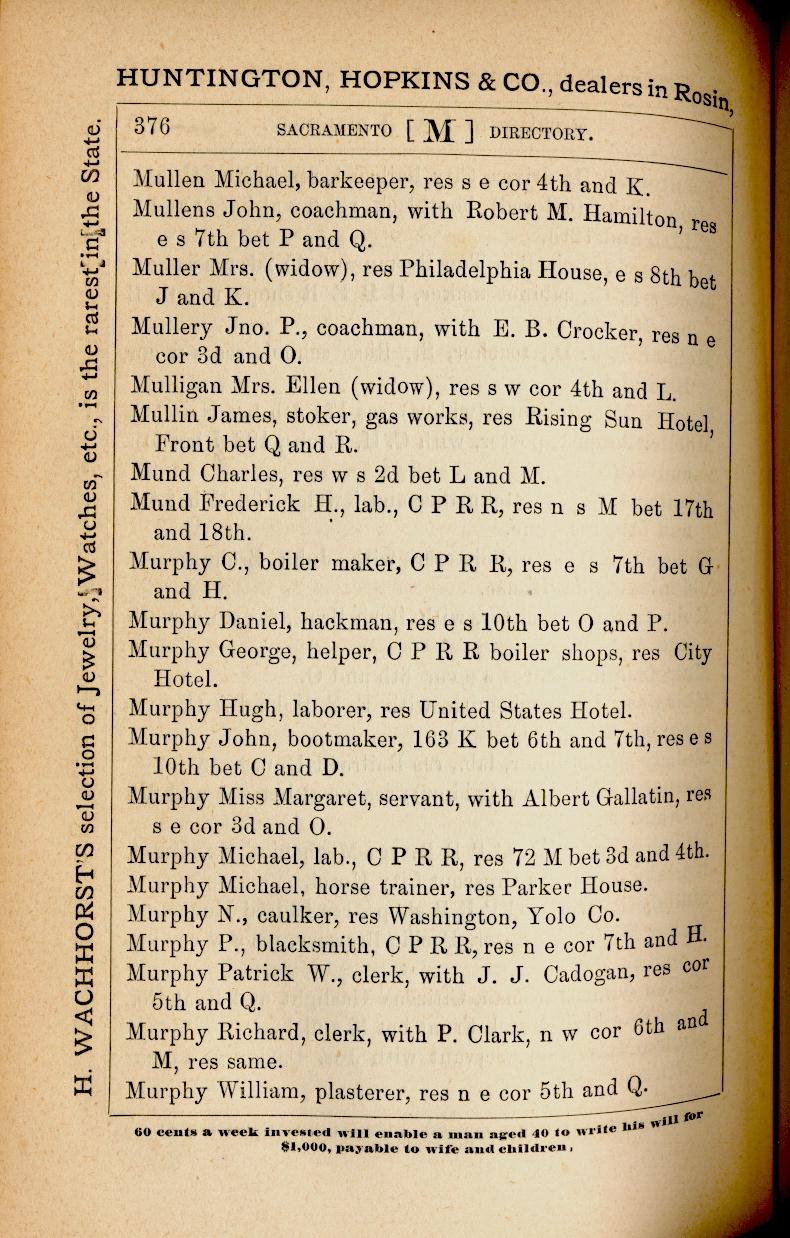 HUNTINGTON, HOPKINS & CO., dealers in Rosin,
376 SACRAMENTO [ M ] DIRECTORY.
Mullen Michael, barkeeper, res s e cor 4th and K.
Mullens John, coachman, with Robert M. Hamilton, res
e s 7th bet P and Q.
Muller Mrs. (widow), res Philadelphia House, e s 8th bet
J and K.
Mullery Jno. P., coachman, with E. B. Crocker, res n e
cor 3d and O.
Mulligan Mrs. Ellen (widow), res s w cor 4th and L.
Mullin James, stoker, gas works, res Rising Sun Hotel,
Front bet Q and R.
Mund Charles, res w s 2d bet L and M.
Mund Frederick H., lab., C P R R, res n s M bet 17th
and 18th.
Murphy C., boiler maker, C P R R, res e s 7th bet G
and H.
Murphy Daniel, hackman, res e s 10th bet O and P.
Murphy George, helper, C P R R boiler shops, res City
Hotel.
Murphy Hugh, laborer, res United States Hotel.
Murphy John, bootmaker, 163 K bet 6th and 7th, res e s
10th bet C and D.
Murphy Miss Margaret, servant, with Albert Gallatin, res
s e cor 3d and O.
Murphy Michael, lab., C P R R, res 72 M bet 3d and 4th.
Murphy Michael, horse trainer, res Parker House.
Murphy N., caulker, res Washington, Yolo Co.
Murphy P., blacksmith, C P R R, res n e cor 7th and H.
Murphy Patrick W., clerk, with J. J. Cadogan, res cor
5th and Q.
Murphy Richard, clerk, with P. Clark, n w cor 6th and
M, res same.
Murphy William, plasterer, res n e cor 5th and Q.
60 cents a week invested will enable a man aged 40 to write his will for
$1,000, payable to wife and children.
H. WACHHORST'S selection of Jewelry, Watches, etc., is the rarest in the State.